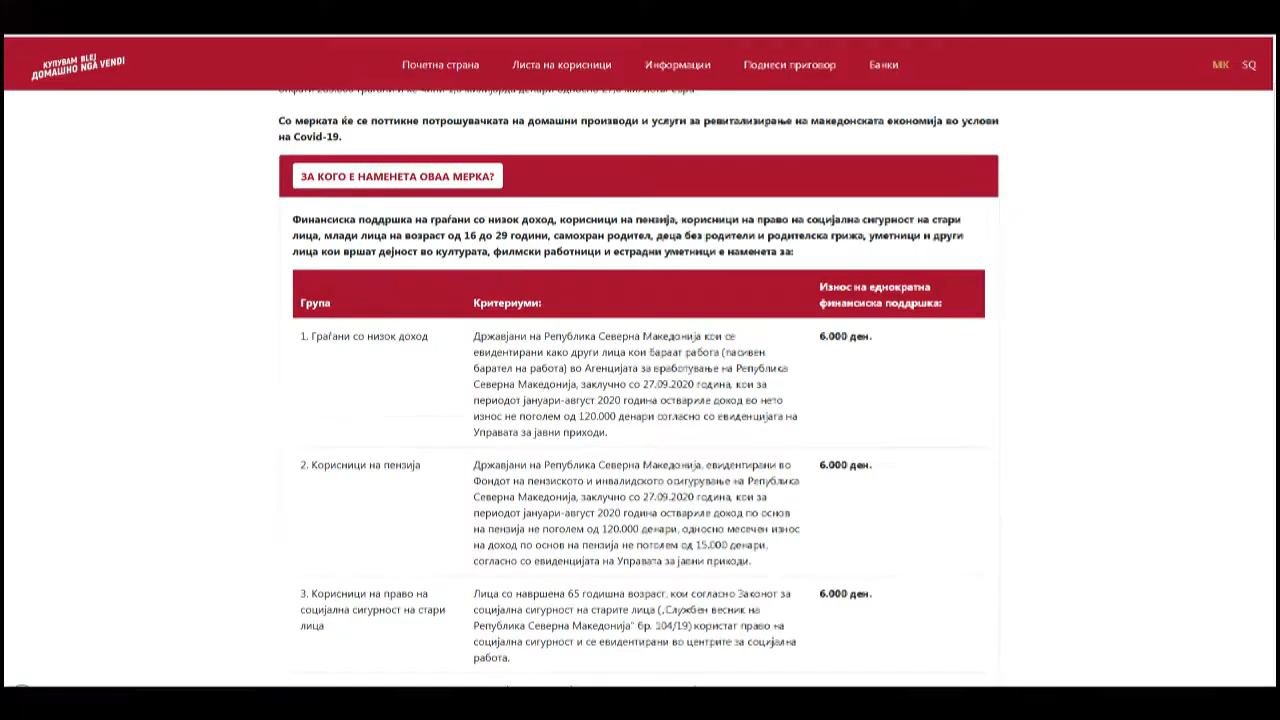 КУПУВАМ BLEJ
ДОМАШНО NGA VENDI
Почетна страна
Листа на корисници
Информации
Поднеси приговор
Банки
MK SQ
Со мерката ќе се поттикне потрошувачката на домашни производи и услуги за ревитализирање на македонската економија во услови
на Covid-19.
ЗА КОГО Е НАМЕНЕТА ОВАА МЕРКА?
Финансиска поддршка на граѓани со низок доход, корисници на пензија, корисници на право на социјална сигурност на стари
лица, млади лица на возраст од 16 до 29 години, самохран родител, деца без родители и родителска грижа, уметници и други
лица кои вршат дејност во културата, филмски работници и естрадни уметници е наменета за:
Група
Критериуми:
Износ на еднократна
финансиска поддршка:
1. Граѓани со низок доход
Државјани на Република Северна Македонија кои се
евидентирани како други лица кои бараат работа (пасивен
барател на работа) во Агенцијата за вработување на Република
Северна Македонија, заклучно со 27.09.2020 година, кои за
периодот јануари-август 2020 година оствариле доход во нето
износ не поголем од 120.000 денари согласно со евиденцијата на
Управата за јавни приходи.
6.000 ден.
2. Корисници на пензија
Државјани на Република Северна Македонија, евидентирани во
Фондот на пензиското и инвалидското осигурување на Република
Северна Македонија, заклучно со 27.09.2020 година, кои за
периодот јануари-август 2020 година оствариле доход по основ
на пензија не поголем од 120.000 денари, односно месечен износ
на доход по основ на пензија не поголем од 15.000 денари,
согласно со евиденцијата на Управата за јавни приходи.
6.000 ден.
3. Корисници на право на
социјална сигурност на стари
лица
Лица со навршена 65 годишна возраст, кои согласно Законот за
социјална сигурност на старите лица („Службен весник на
Република Северна Македонија" бр. 104/19) користат право на
социјална сигурност и се евидентирани во центрите за социјална
работа.
6.000 ден.